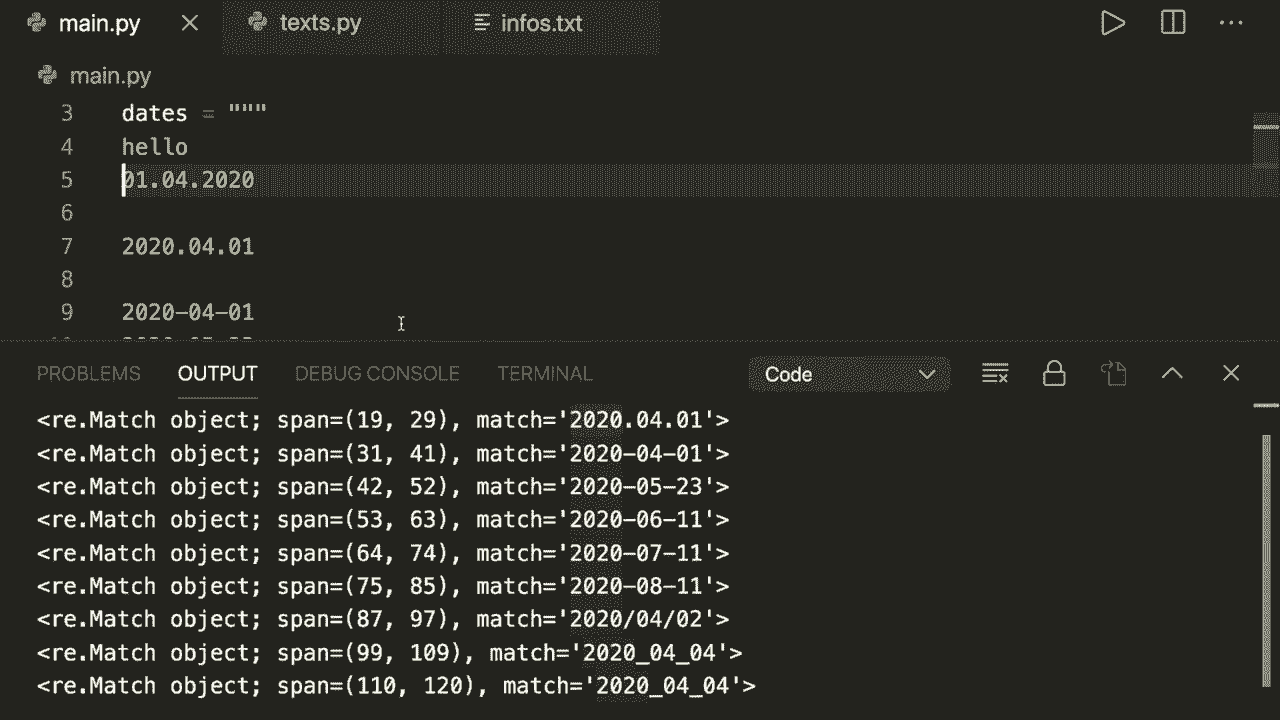 main.py texts.py infos.txt
main.py
3 dates = """
4 hello
5 01.04.2020
6
7 2020.04.01
8
9 2020-04-01
PROBLEMS OUTPUT DEBUG CONSOLE TERMINAL Code
<re.Match object; span=(19, 29), match='2020.04.01'>
<re.Match object; span=(31, 41), match='2020-04-01'>
<re.Match object; span=(42, 52), match='2020-05-23'>
<re.Match object; span=(53, 63), match='2020-06-11'>
<re.Match object; span=(64, 74), match='2020-07-11'>
<re.Match object; span=(75, 85), match='2020-08-11'>
<re.Match object; span=(87, 97), match='2020/04/02'>
<re.Match object; span=(99, 109), match='2020_04_04'>
<re.Match object; span=(110, 120), match='2020_04_04'>